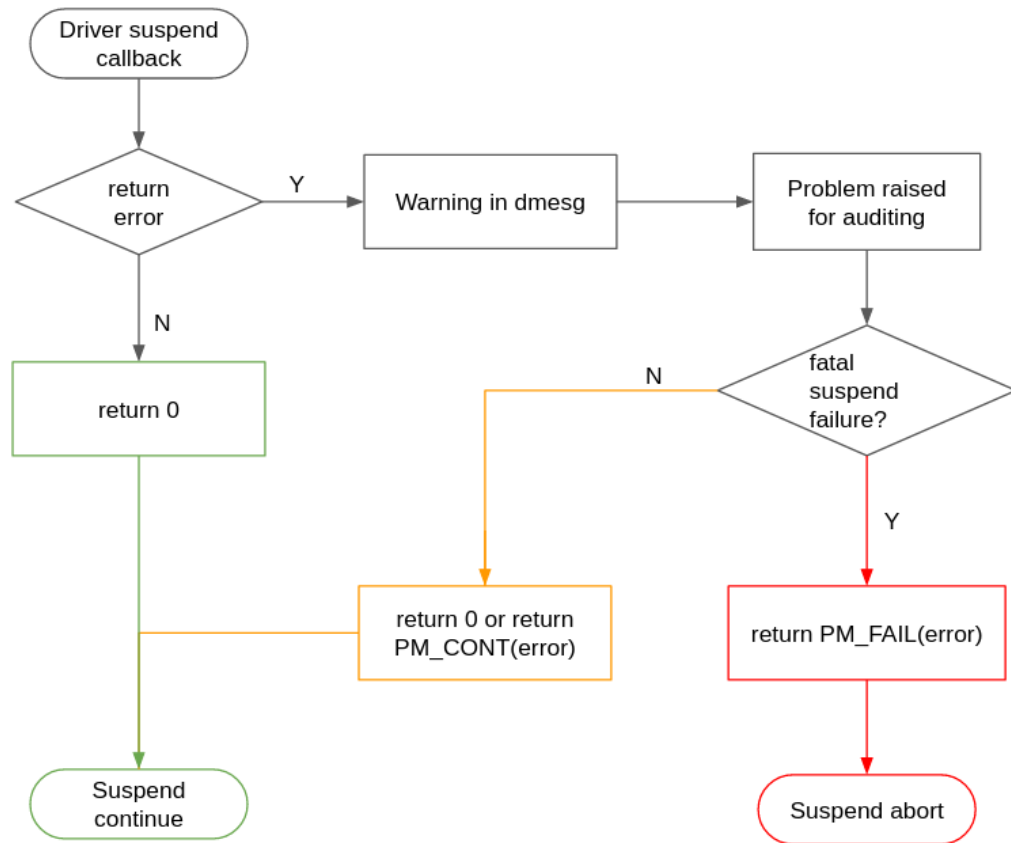 Driver suspend
callback
return
error
Y
Warning in dmesg
Problem raised
for auditing
N
return 0
fatal
suspend
failure?
N
Y
return 0 or return
PM_CONT(error)
return PM_FAIL(error)
Suspend
continue
Suspend abort